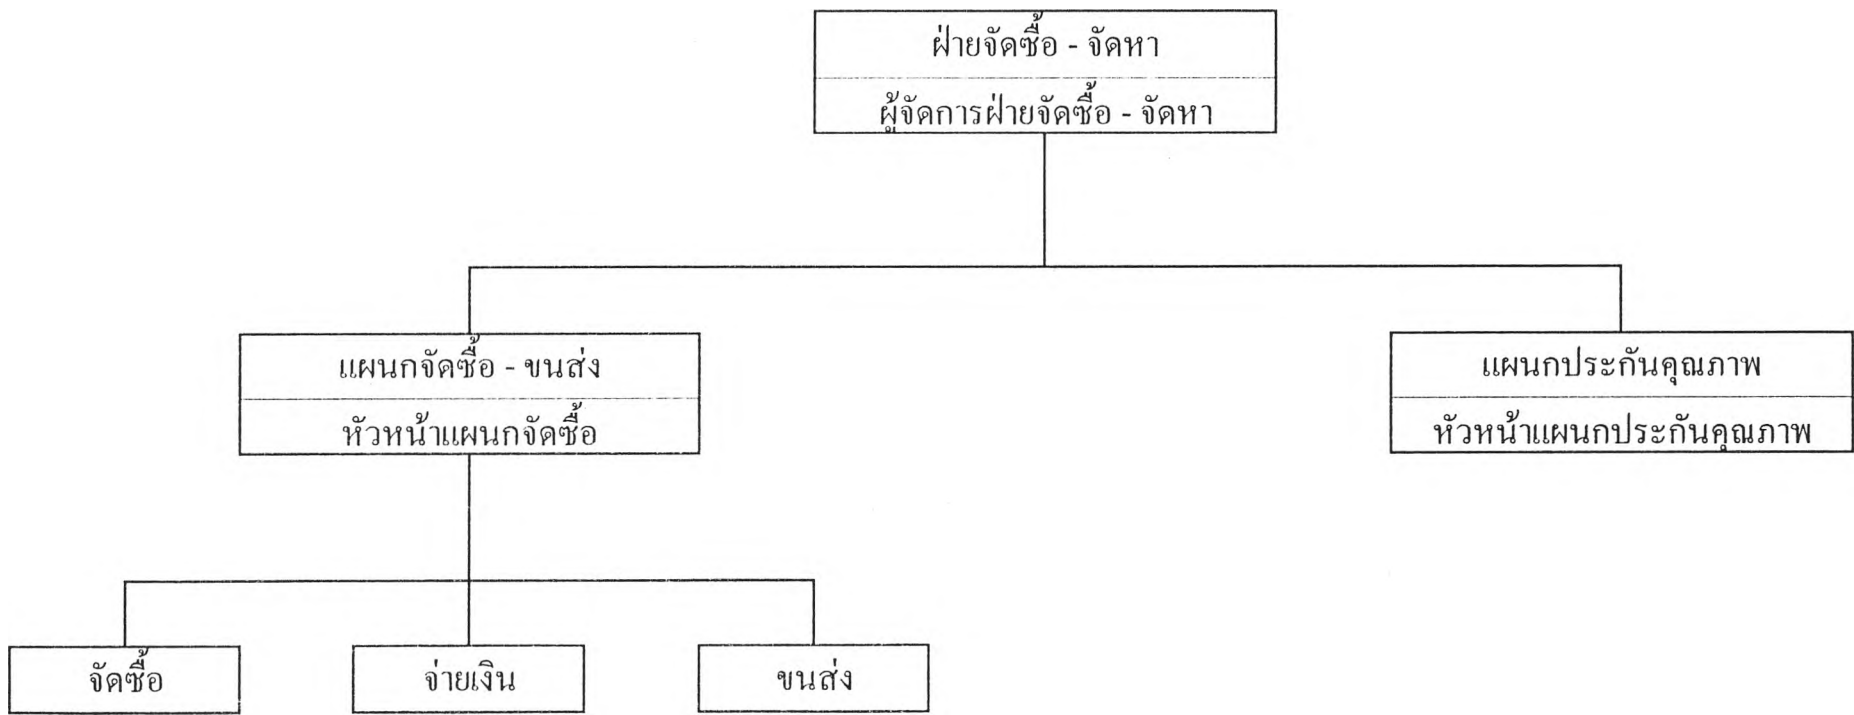 ฝ่ายจัดซื้อ - จัดหา
ผู้จัดการฝ่ายจัดซื้อ - จัดหา
แผนกจัดซื้อ - ขนส่ง
หัวหน้าแผนกจัดซื้อ
แผนกประกันคุณภาพ
หัวหน้าแผนกประกันคุณภาพ
จัดซื้อ
จ่ายเงิน
ขนส่ง